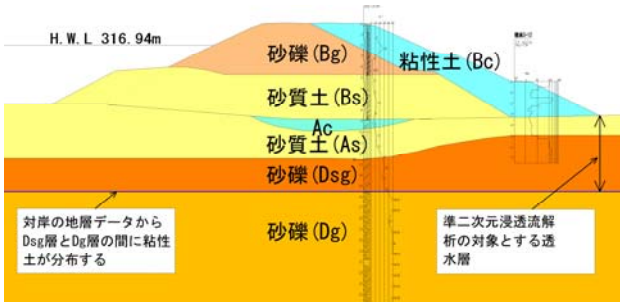 H.W.L 316.94m
砂礫(Bg)
粘性土(Bc)
砂質土(Bs)
Ac
砂質土(As)
砂礫(Dsg)
砂礫(Dg)
対岸の地層データから
Dsg層とDg層の間に粘性
土が分布する
準二次元浸透流解
析の対象とする透
水層